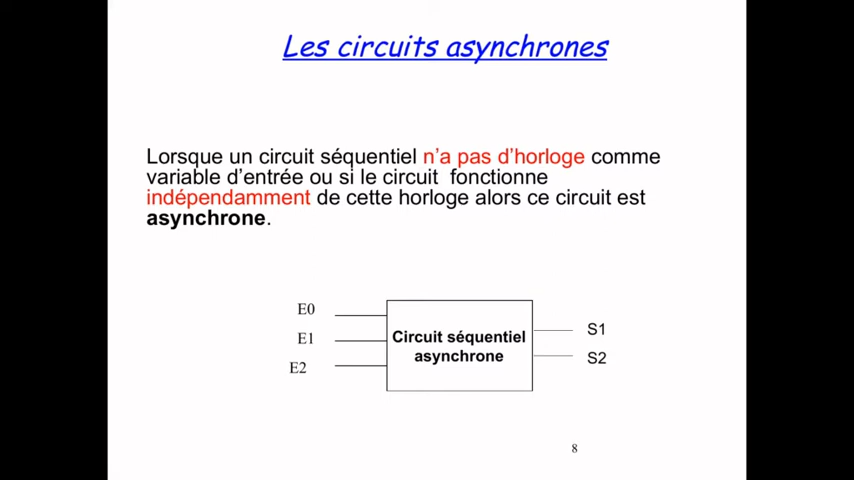 Les circuits asynchrones
Lorsque un circuit séquentiel n'a pas d'horloge comme
variable d'entrée ou si le circuit fonctionne
indépendamment de cette horloge alors ce circuit est
asynchrone.
E0
E1
E2
Circuit séquentiel
asynchrone
S1
S2
8